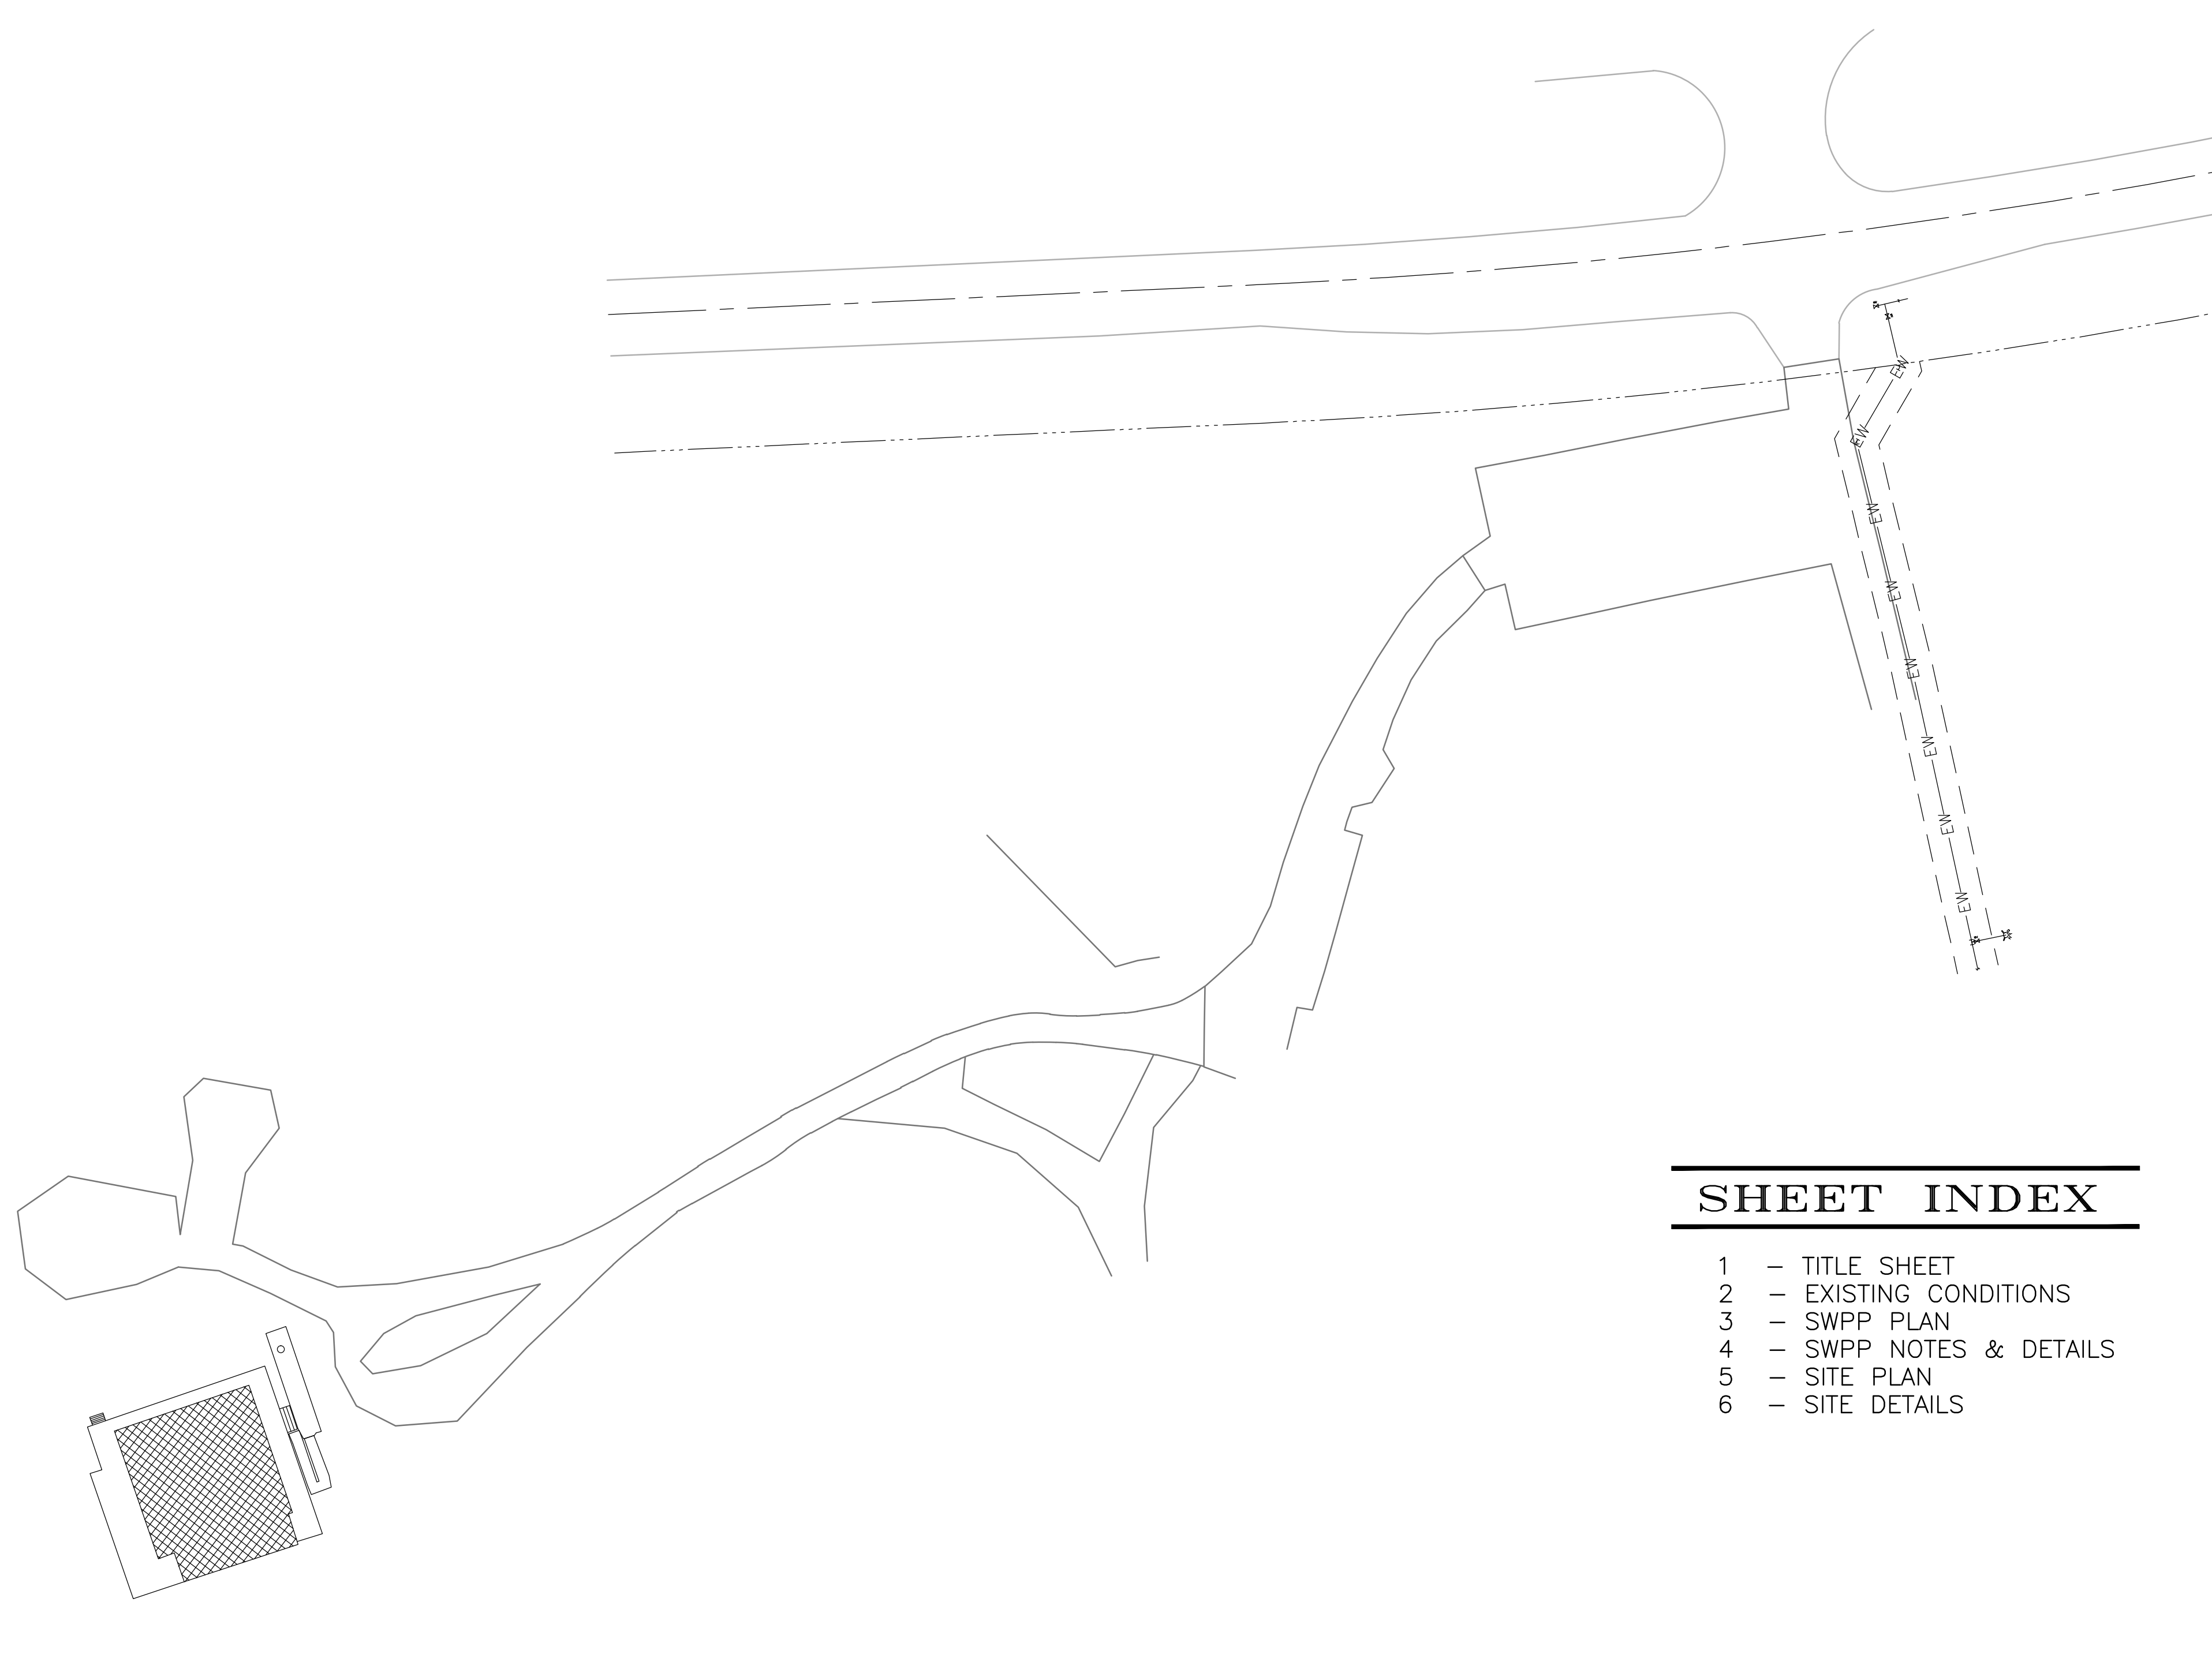 EW
EW
EW
EW
EW
EW
EW
EW
SHEET INDEX
1 – TITLE SHEET
2 – EXISTING CONDITIONS
3 – SWPP PLAN
4 – SWPP NOTES & DETAILS
5 – SITE PLAN
6 – SITE DETAILS